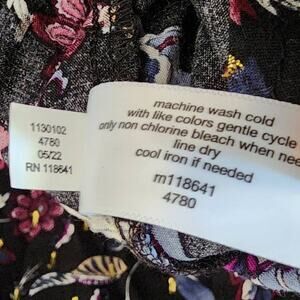 1130102
4780
05/22
RN 118641
machine wash cold
with like colors gentle cycle
only non chlorine bleach when nee
line dry
cool iron if needed
rn118641
4780